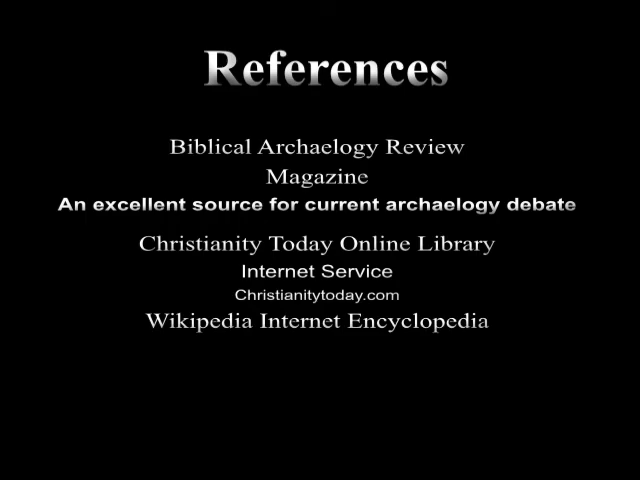 References
Biblical Archaelogy Review
Magazine
An excellent source for current archaelogy debate
Christianity Today Online Library
Internet Service
Christianitytoday.com
Wikipedia Internet Encyclopedia